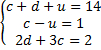 c + d + u = 14
c − u = 1
2d + 3c = 2